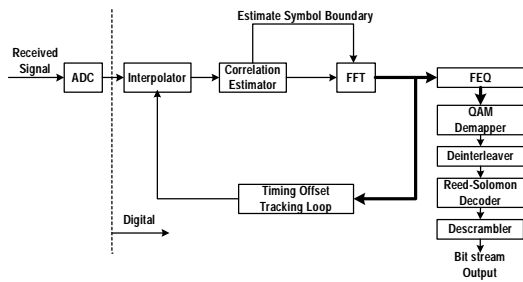 Estimate Symbol Boundary
Received
Signal
ADC
Interpolator
Correlation
Estimator
FFT
FEQ
QAM
Demapper
Deinterleaver
Reed-Solomon
Decoder
Descrambler
Timing Offset
Tracking Loop
Digital
Bit stream
Output